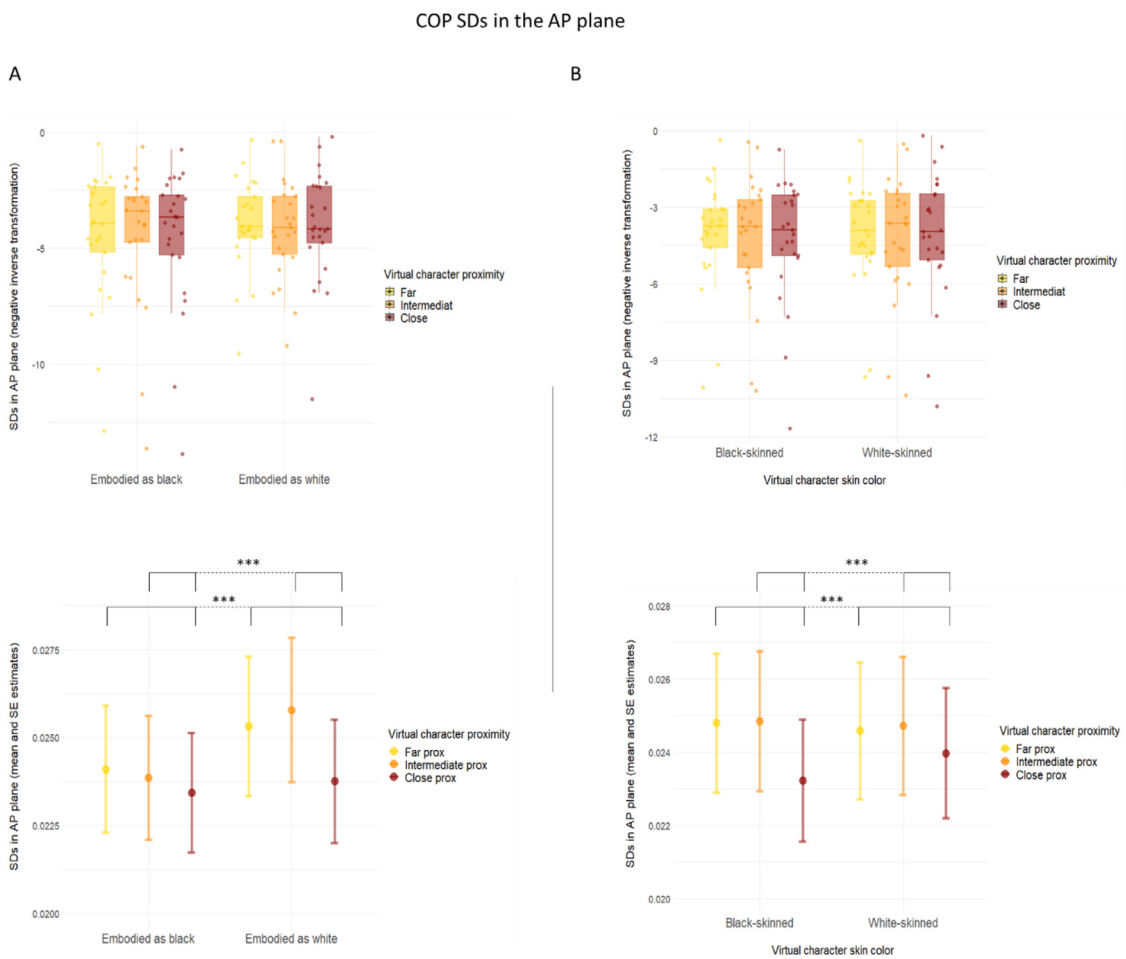 COP SDs in the AP plane
A
SDs in AP plane (negative inverse transformation)
0
-5
-10
Embodied as black
Embodied as white
Virtual character proximity
Far
Intermediat
Close
B
SDs in AP plane (negative inverse transformation)
0
-3
-6
-9
-12
Black-skinned
White-skinned
Virtual character skin color
Virtual character proximity
Far
Intermediat
Close
SDs in AP plane (mean and SE estimates)
***
***
0.0275
0.0250
0.0225
0.0200
Embodied as black
Embodied as white
Virtual character proximity
Far prox
Intermediate prox
Close prox
SDs in AP plane (mean and SE estimates)
***
***
0.028
0.026
0.024
0.022
0.020
Black-skinned
White-skinned
Virtual character skin color
Virtual character proximity
Far prox
Intermediate prox
Close prox